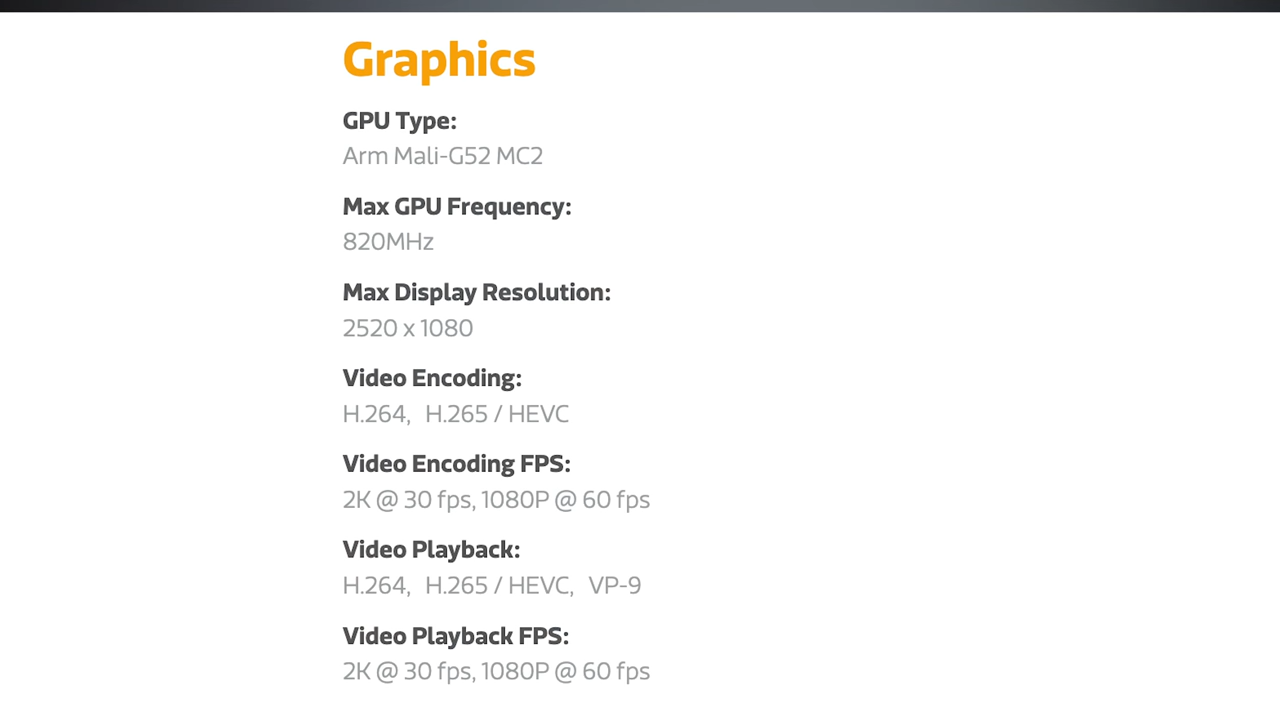 Graphics
GPU Type:
Arm Mali-G52 MC2
Max GPU Frequency:
820MHz
Max Display Resolution:
2520 x 1080
Video Encoding:
H.264, H.265 / HEVC
Video Encoding FPS:
2K @ 30 fps, 1080P @ 60 fps
Video Playback:
H.264, H.265 / HEVC, VP-9
Video Playback FPS:
2K @ 30 fps, 1080P @ 60 fps